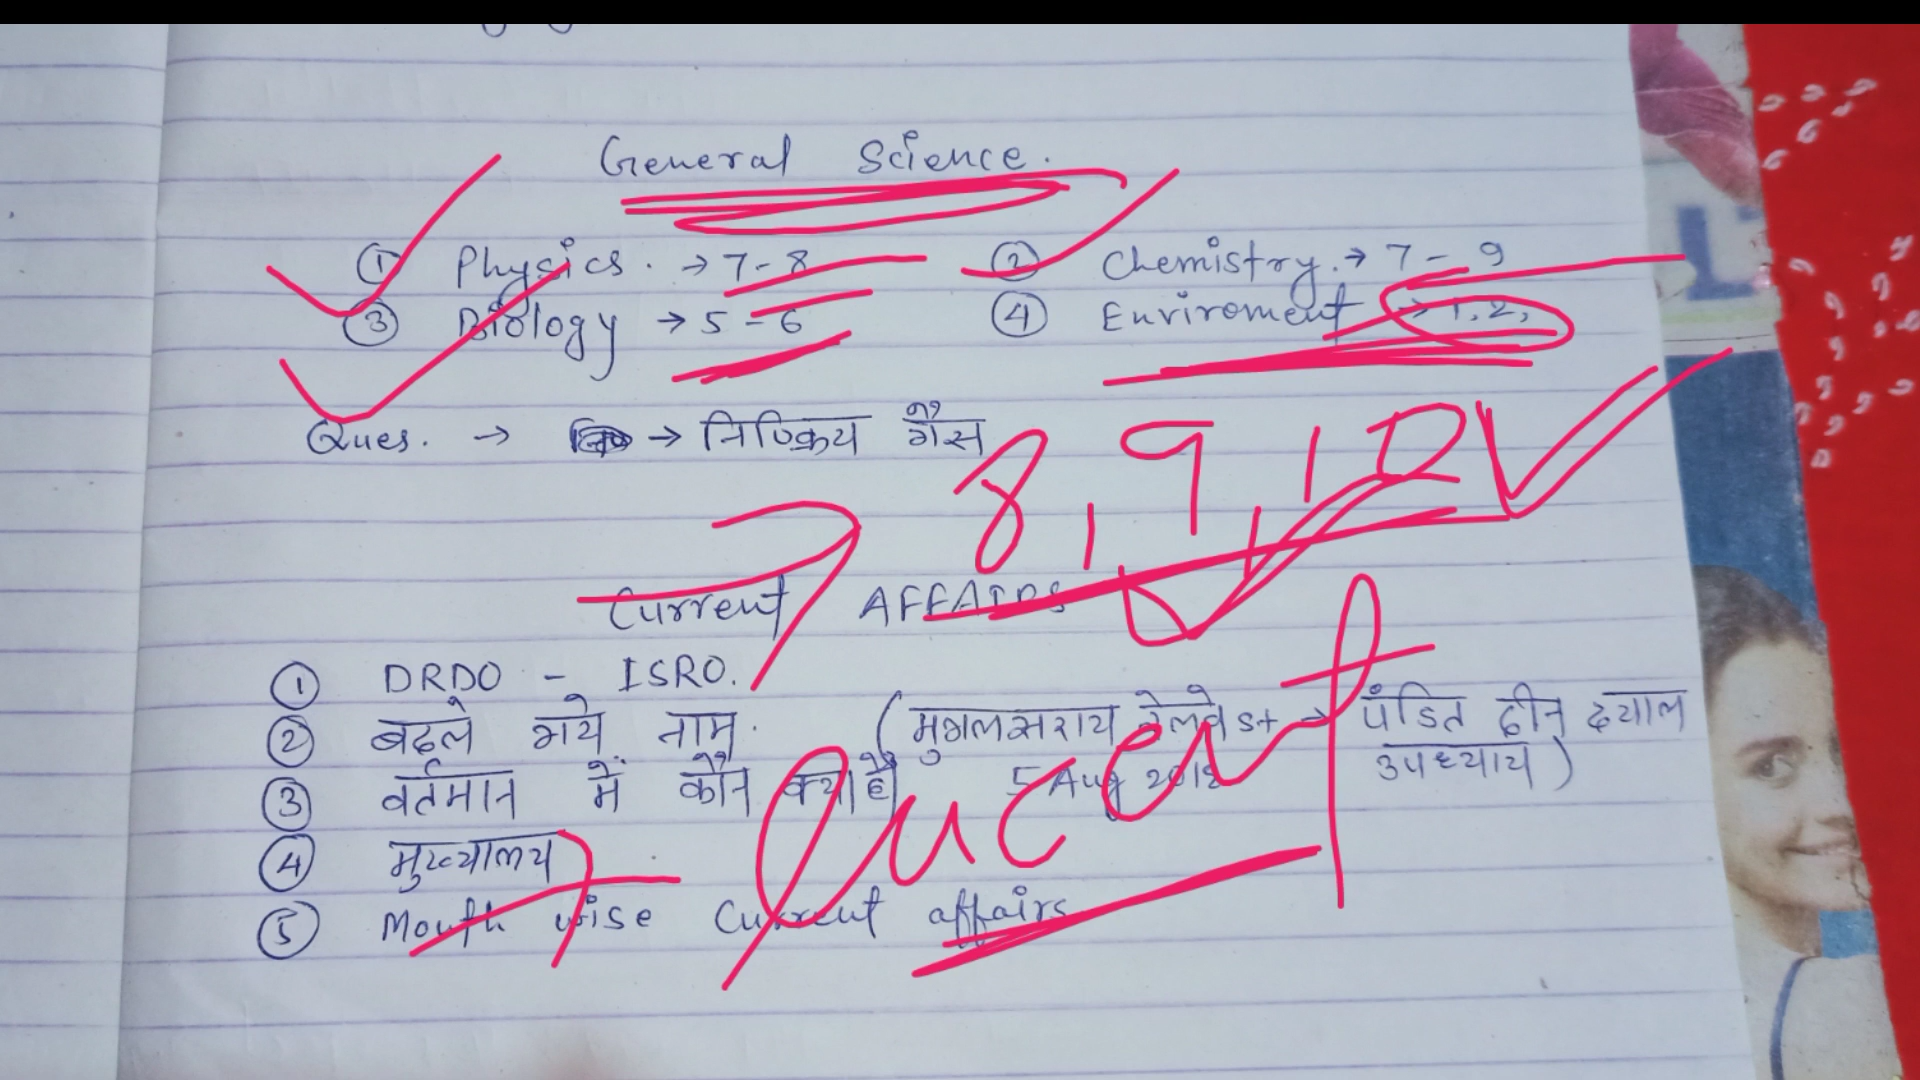 General Science.
① Physics. → 7-8 ② Chemistry. → 7 - 9
③ Biology → 5 - 6 ④ Enviroment → 1, 2,
Ques. → → निष्क्रिय गैस
8, 9, 12
Current AFFAIRS
① DRDO - ISRO.
② बदले गये नाम. (मुगलसराय रेलवे St → पंडित दीन दयाल
उपध्याय)
③ वर्तमान में कौन क्या है 5 Aug 2018
④ मुख्यालय
lucent
⑤ Month wise Current affairs